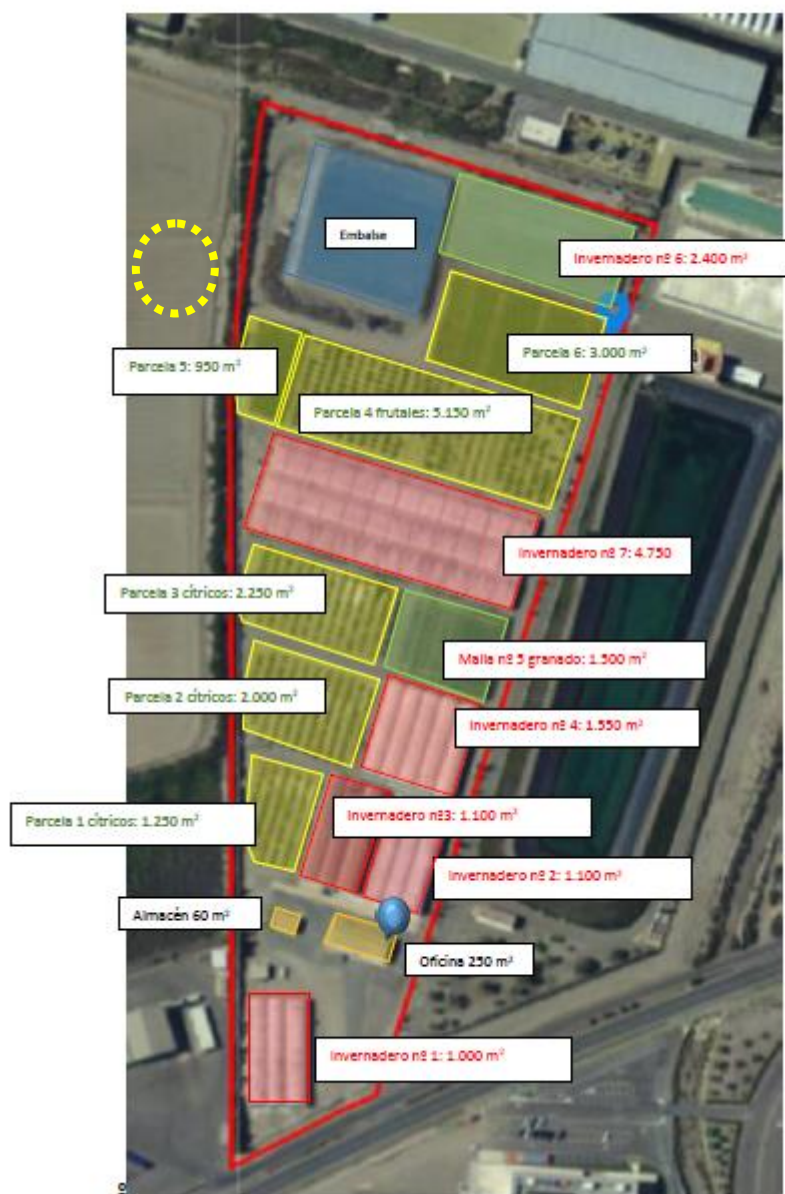 Embalse
Invernadero nº 6: 2.400 m²
Parcela 6: 3.000 m²
Parcela 5: 950 m²
Parcela 4 frutales: 5.150 m²
Invernadero nº 7: 4.750
Parcela 3 cítricos: 2.250 m²
Malla nº 5 granado: 1.500 m²
Parcela 2 cítricos: 2.000 m²
Invernadero nº 4: 1.550 m²
Invernadero nº3: 1.100 m²
Parcela 1 cítricos: 1.250 m²
Invernadero nº 2: 1.100 m²
Almacén 60 m²
Oficina 250 m²
Invernadero nº 1: 1.000 m²